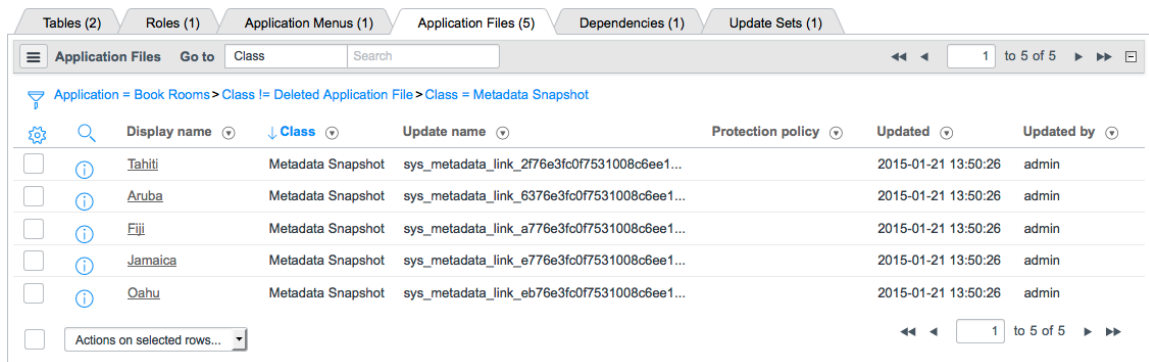 Tables (2) Roles (1) Application Menus (1) Application Files (5) Dependencies (1) Update Sets (1)
Application Files Go to Class Search 1 to 5 of 5
Application = Book Rooms > Class != Deleted Application File > Class = Metadata Snapshot
Display name Class Update name Protection policy Updated Updated by
Tahiti Metadata Snapshot sys_metadata_link_2f76e3fc0f7531008c6ee1... 2015-01-21 13:50:26 admin
Aruba Metadata Snapshot sys_metadata_link_6376e3fc0f7531008c6ee1... 2015-01-21 13:50:26 admin
Fiji Metadata Snapshot sys_metadata_link_a776e3fc0f7531008c6ee1... 2015-01-21 13:50:26 admin
Jamaica Metadata Snapshot sys_metadata_link_e776e3fc0f7531008c6ee1... 2015-01-21 13:50:26 admin
Oahu Metadata Snapshot sys_metadata_link_eb76e3fc0f7531008c6ee1... 2015-01-21 13:50:26 admin
Actions on selected rows... 1 to 5 of 5